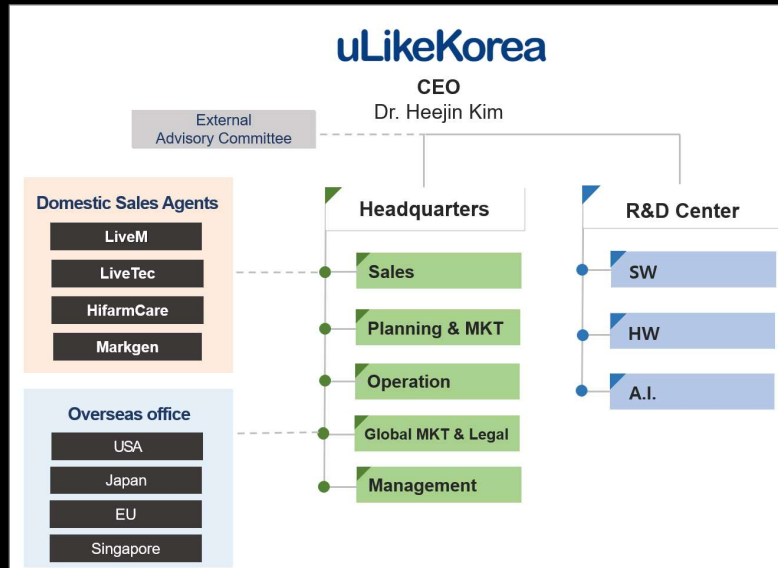 uLikeKorea
CEO
Dr. Heejin Kim
External
Advisory Committee
Domestic Sales Agents
LiveM
LiveTec
HifarmCare
Markgen
Overseas office
USA
Japan
EU
Singapore
Headquarters
Sales
Planning & MKT
Operation
Global MKT & Legal
Management
R&D Center
SW
HW
A.I.